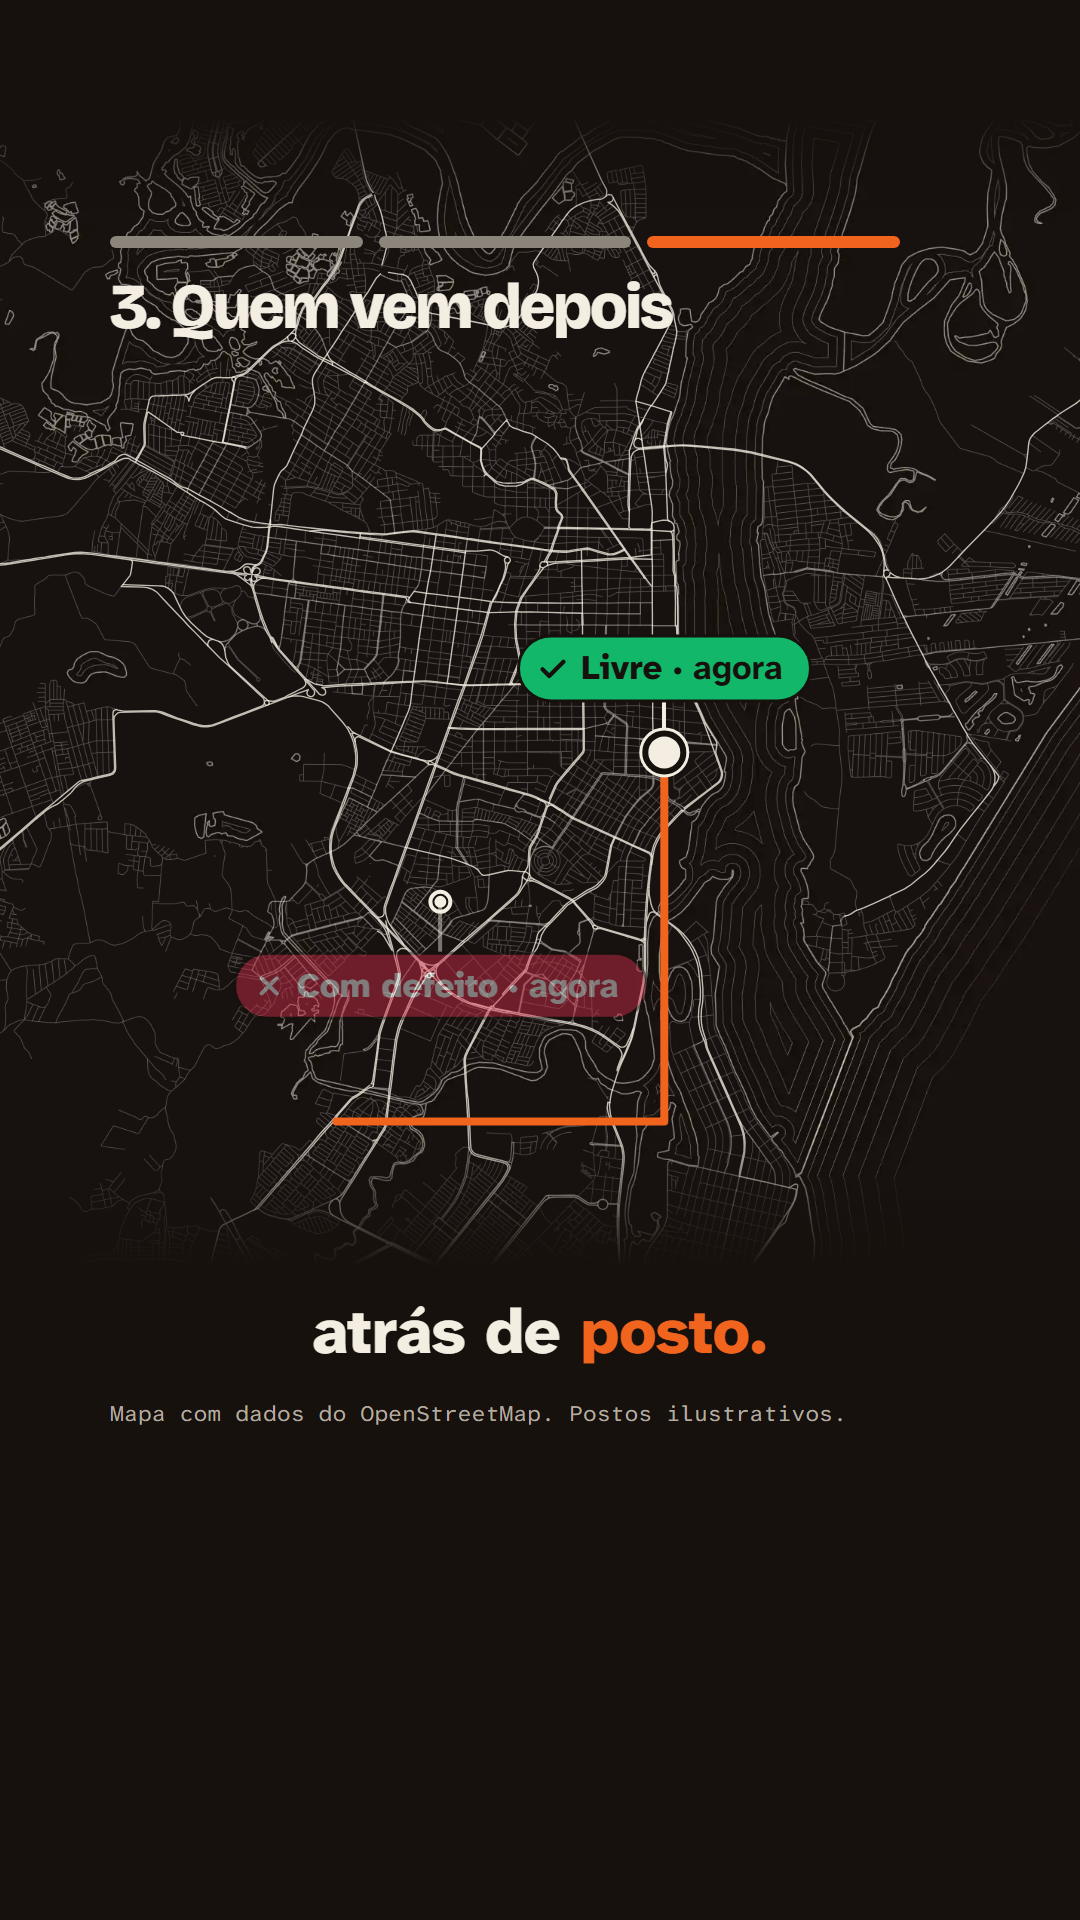 3. Quem vem depois
Livre · agora
Com defeito · agora
atrás de posto.
Mapa com dados do OpenStreetMap. Postos ilustrativos.